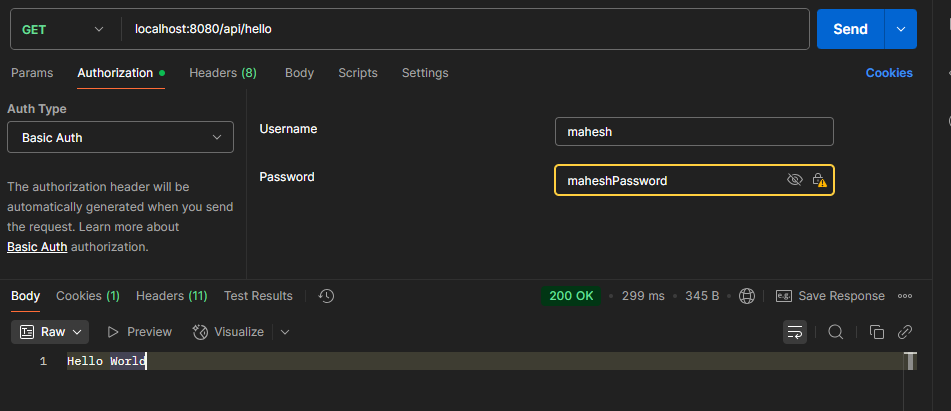 GET localhost:8080/api/hello Send
Params Authorization Headers (8) Body Scripts Settings Cookies
Auth Type
Basic Auth
The authorization header will be
automatically generated when you send
the request. Learn more about
Basic Auth authorization.
Username mahesh
Password maheshPassword
Body Cookies (1) Headers (11) Test Results 200 OK • 299 ms • 345 B • e.g. Save Response
Raw Preview Visualize
1 Hello World